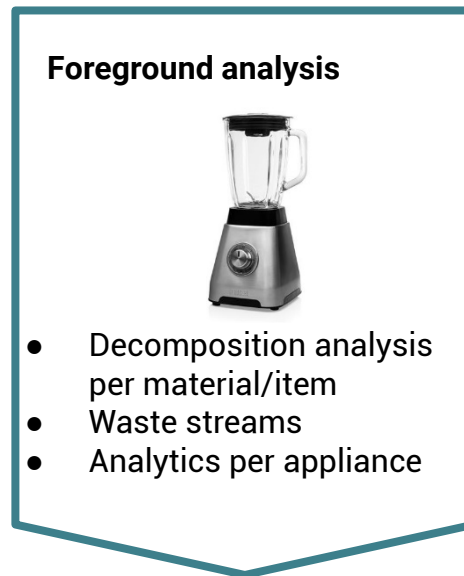 Foreground analysis
● Decomposition analysis
per material/item
● Waste streams
● Analytics per appliance